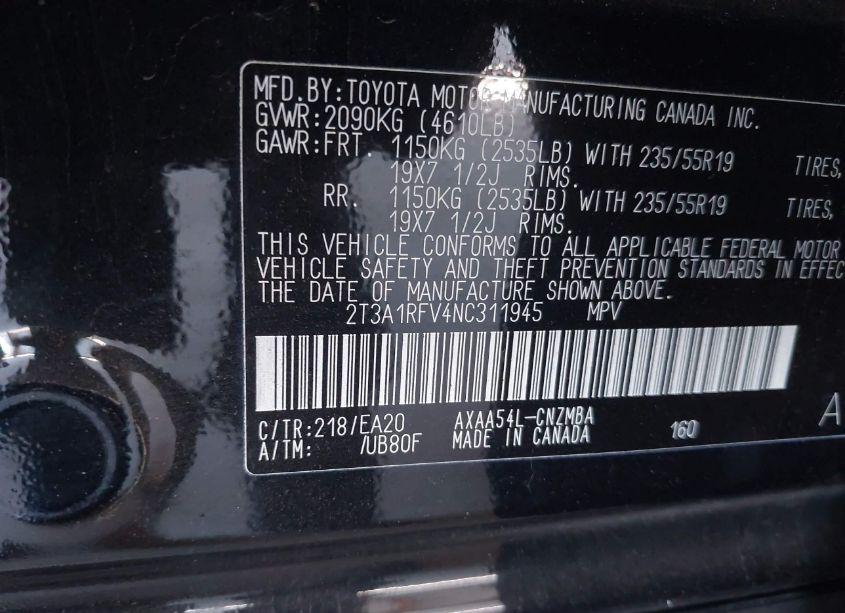 MFD.BY:TOYOTA MOTOR MANUFACTURING CANADA INC.
GVWR:2090KG (4610LB)
GAWR:FRT. 1150KG (2535LB) WITH 235/55R19 TIRES,
19X7 1/2J RIMS.
RR. 1150KG (2535LB) WITH 235/55R19 TIRES,
19X7 1/2J RIMS.
THIS VEHICLE CONFORMS TO ALL APPLICABLE FEDERAL MOTOR
VEHICLE SAFETY AND THEFT PREVENTION STANDARDS IN EFFEC
THE DATE OF MANUFACTURE SHOWN ABOVE.
2T3A1RFV4NC311945 MPV
C/TR:218/EA20 AXAA54L-CNZMBA 160 A
A/TM: /UB80F MADE IN CANADA